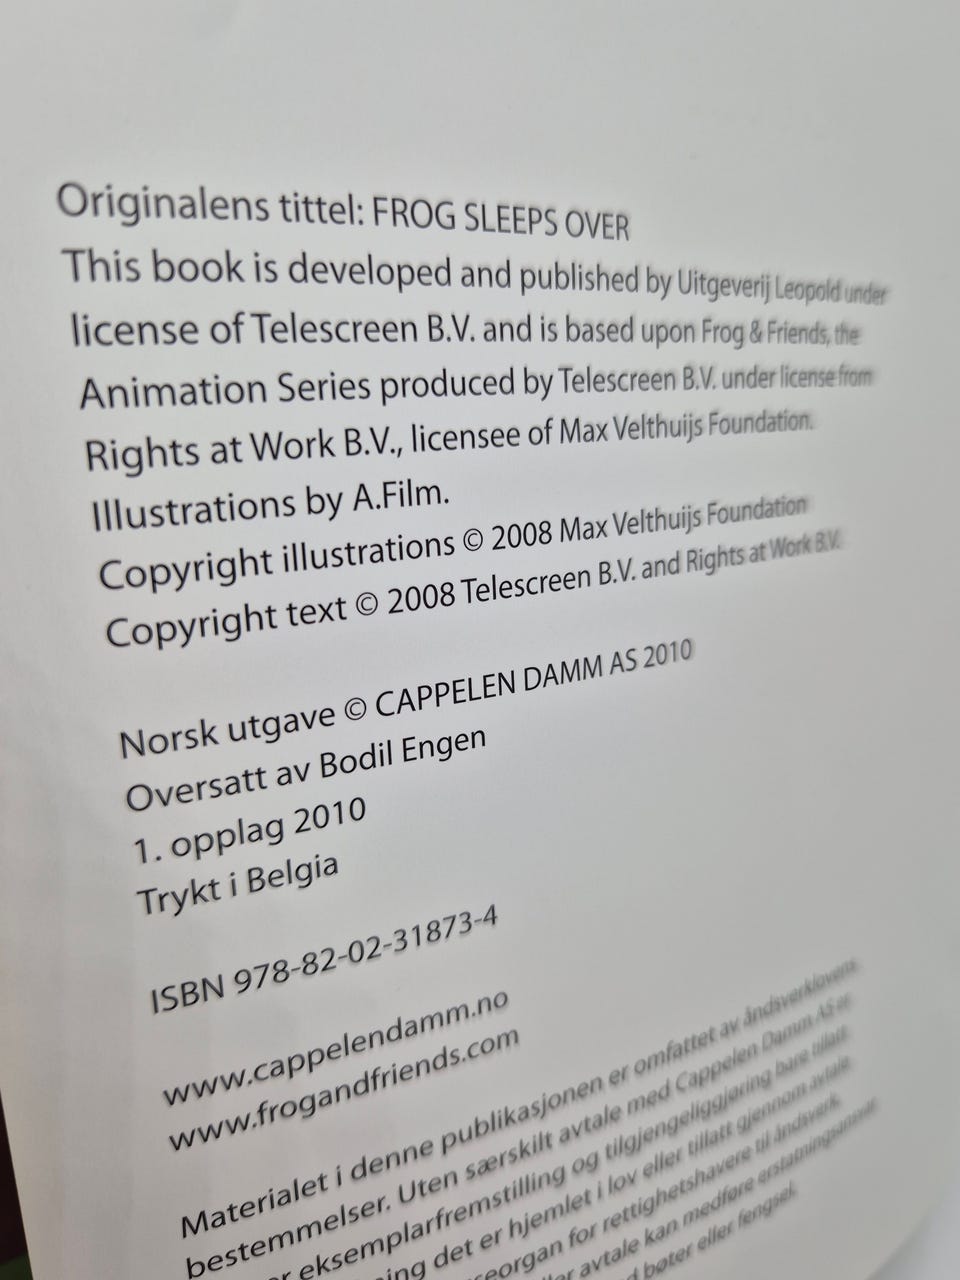 Originalens tittel: FROG SLEEPS OVER
This book is developed and published by Uitgeverij Leopold under
license of Telescreen B.V. and is based upon Frog & Friends, the
Animation Series produced by Telescreen B.V. under license from
Rights at Work B.V., licensee of Max Velthuijs Foundation.
Illustrations by A.Film.
Copyright illustrations © 2008 Max Velthuijs Foundation
Copyright text © 2008 Telescreen B.V. and Rights at Work B.V.
Norsk utgave © CAPPELEN DAMM AS 2010
Oversatt av Bodil Engen
1. opplag 2010
Trykt i Belgia
ISBN 978-82-02-31873-4
www.cappelendamm.no
www.frogandfriends.com
Materialet i denne publikasjonen er omfattet av åndsverklovens
bestemmelser. Uten særskilt avtale med Cappelen Damm AS er
eksemplarfremstilling og tilgjengeliggjøring bare tillatt
det er hjemlet i lov eller tillatt gjennom avtale
for rettighetshavere til åndsverk.
avtale kan medføre erstatningsansvar
bøter eller fengsel.